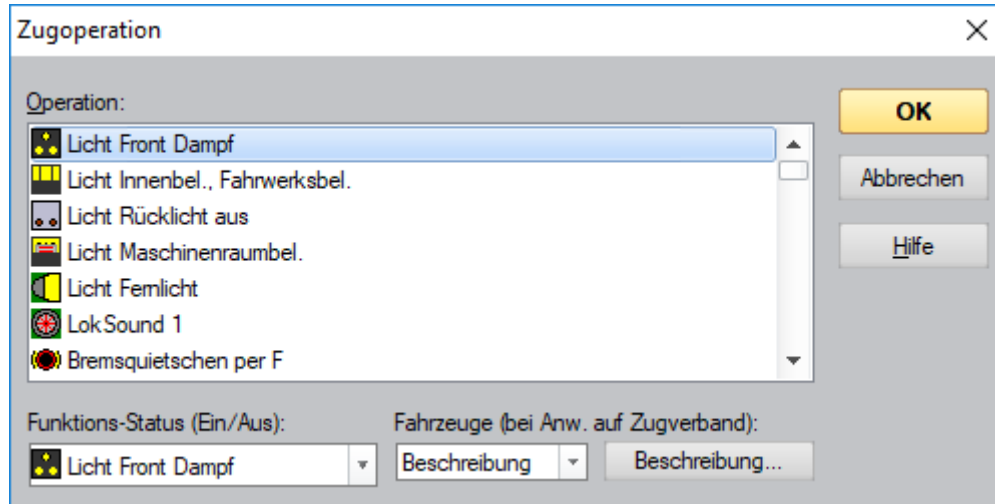 Zugoperation
Operation:
OK
Licht Front Dampf
Licht Innenbel., Fahrwerksbel.
Abbrechen
Licht Rücklicht aus
Licht Maschinenraumbel.
Hilfe
Licht Fernlicht
LokSound 1
Bremsquietschen per F
Funktions-Status (Ein/Aus):
Fahrzeuge (bei Anw. auf Zugverband):
Licht Front Dampf
Beschreibung
Beschreibung...